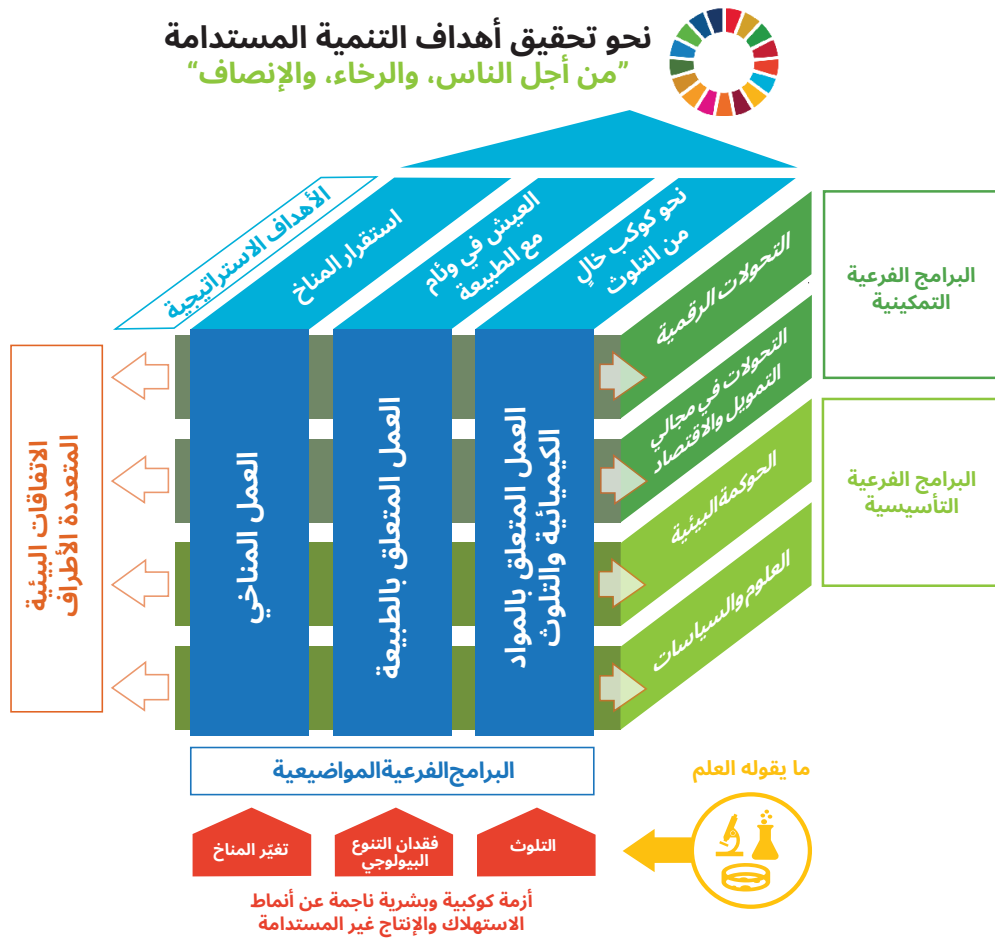 نحو تحقيق أهداف التنمية المستدامة
”من أجل الناس، والرخاء، والإنصاف“
الأهداف الاستراتيجية
استقرار المناخ
العيش في وئام
مع الطبيعة
نحو كوكب خالٍ
من التلوث
التحولات الرقمية
التحولات في مجالي
التمويل والاقتصاد
الحوكمة البيئية
العلوم والسياسات
البرامج الفرعية
التمكينية
البرامج الفرعية
التأسيسية
الاتفاقات البيئية
المتعددة الأطراف
العمل المناخي
العمل المتعلق بالطبيعة
العمل المتعلق بالمواد
الكيميائية والتلوث
البرامج الفرعية المواضيعية
ما يقوله العلم
تغيّر المناخ
فقدان التنوع
البيولوجي
التلوث
أزمة كوكبية وبشرية ناجمة عن أنماط
الاستهلاك والإنتاج غير المستدامة